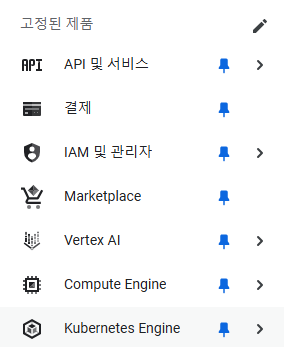 고정된 제품
API 및 서비스
결제
IAM 및 관리자
Marketplace
Vertex AI
Compute Engine
Kubernetes Engine